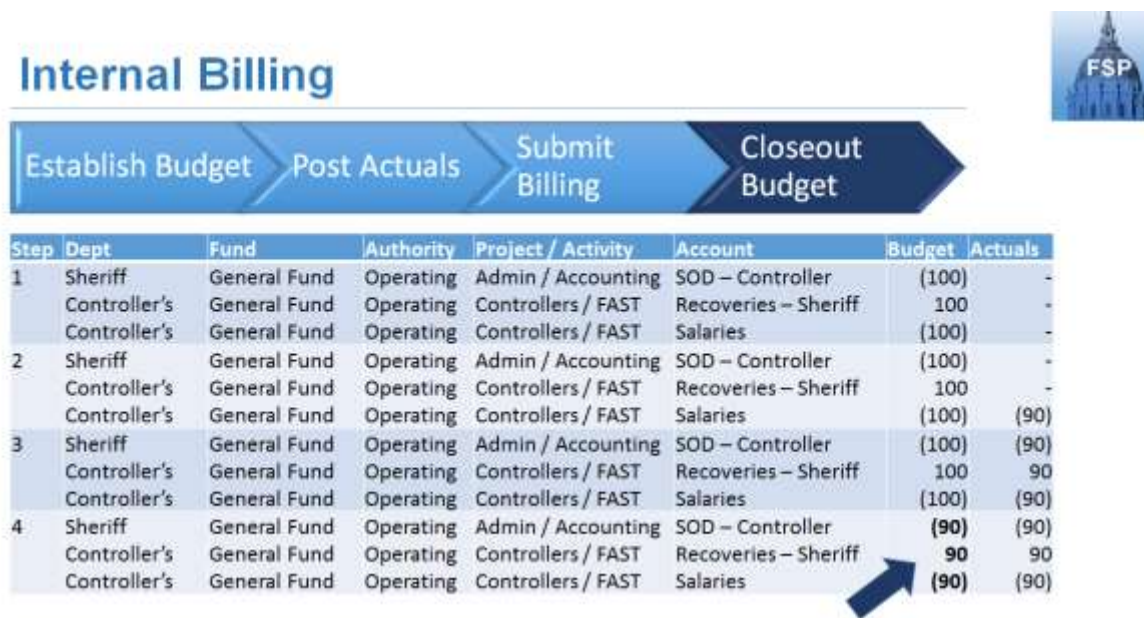 Internal Billing
FSP
Establish Budget
Post Actuals
Submit
Billing
Closeout
Budget
Step Dept Fund Authority Project / Activity Account Budget Actuals
1 Sheriff General Fund Operating Admin / Accounting SOD – Controller (100) -
Controller's General Fund Operating Controllers / FAST Recoveries – Sheriff 100 -
Controller's General Fund Operating Controllers / FAST Salaries (100) -
2 Sheriff General Fund Operating Admin / Accounting SOD – Controller (100) -
Controller's General Fund Operating Controllers / FAST Recoveries – Sheriff 100 -
Controller's General Fund Operating Controllers / FAST Salaries (100) (90)
3 Sheriff General Fund Operating Admin / Accounting SOD – Controller (100) (90)
Controller's General Fund Operating Controllers / FAST Recoveries – Sheriff 100 90
Controller's General Fund Operating Controllers / FAST Salaries (100) (90)
4 Sheriff General Fund Operating Admin / Accounting SOD – Controller (90) (90)
Controller's General Fund Operating Controllers / FAST Recoveries – Sheriff 90 90
Controller's General Fund Operating Controllers / FAST Salaries (90) (90)